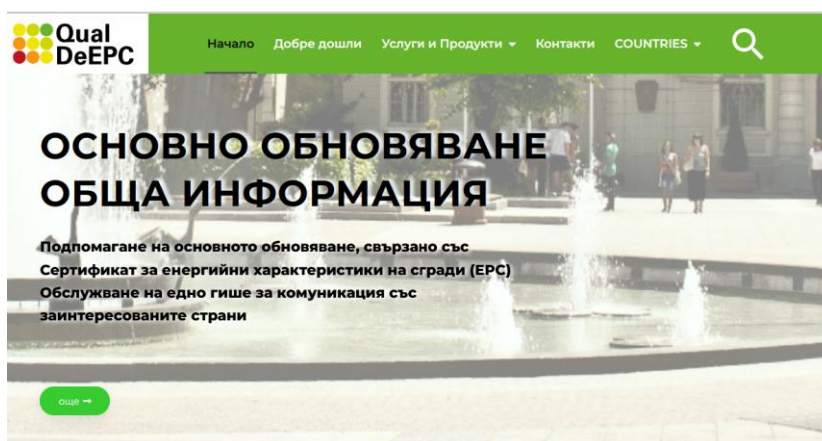 Qual
DeEPC
Начало Добре дошли Услуги и Продукти Контакти COUNTRIES
ОСНОВНО ОБНОВЯВАНЕ
ОБЩА ИНФОРМАЦИЯ
Подпомагане на основното обновяване, свързано със
Сертификат за енергийни характеристики на сгради (EPC)
Обслужване на едно гише за комуникация със
заинтересованите страни
още →